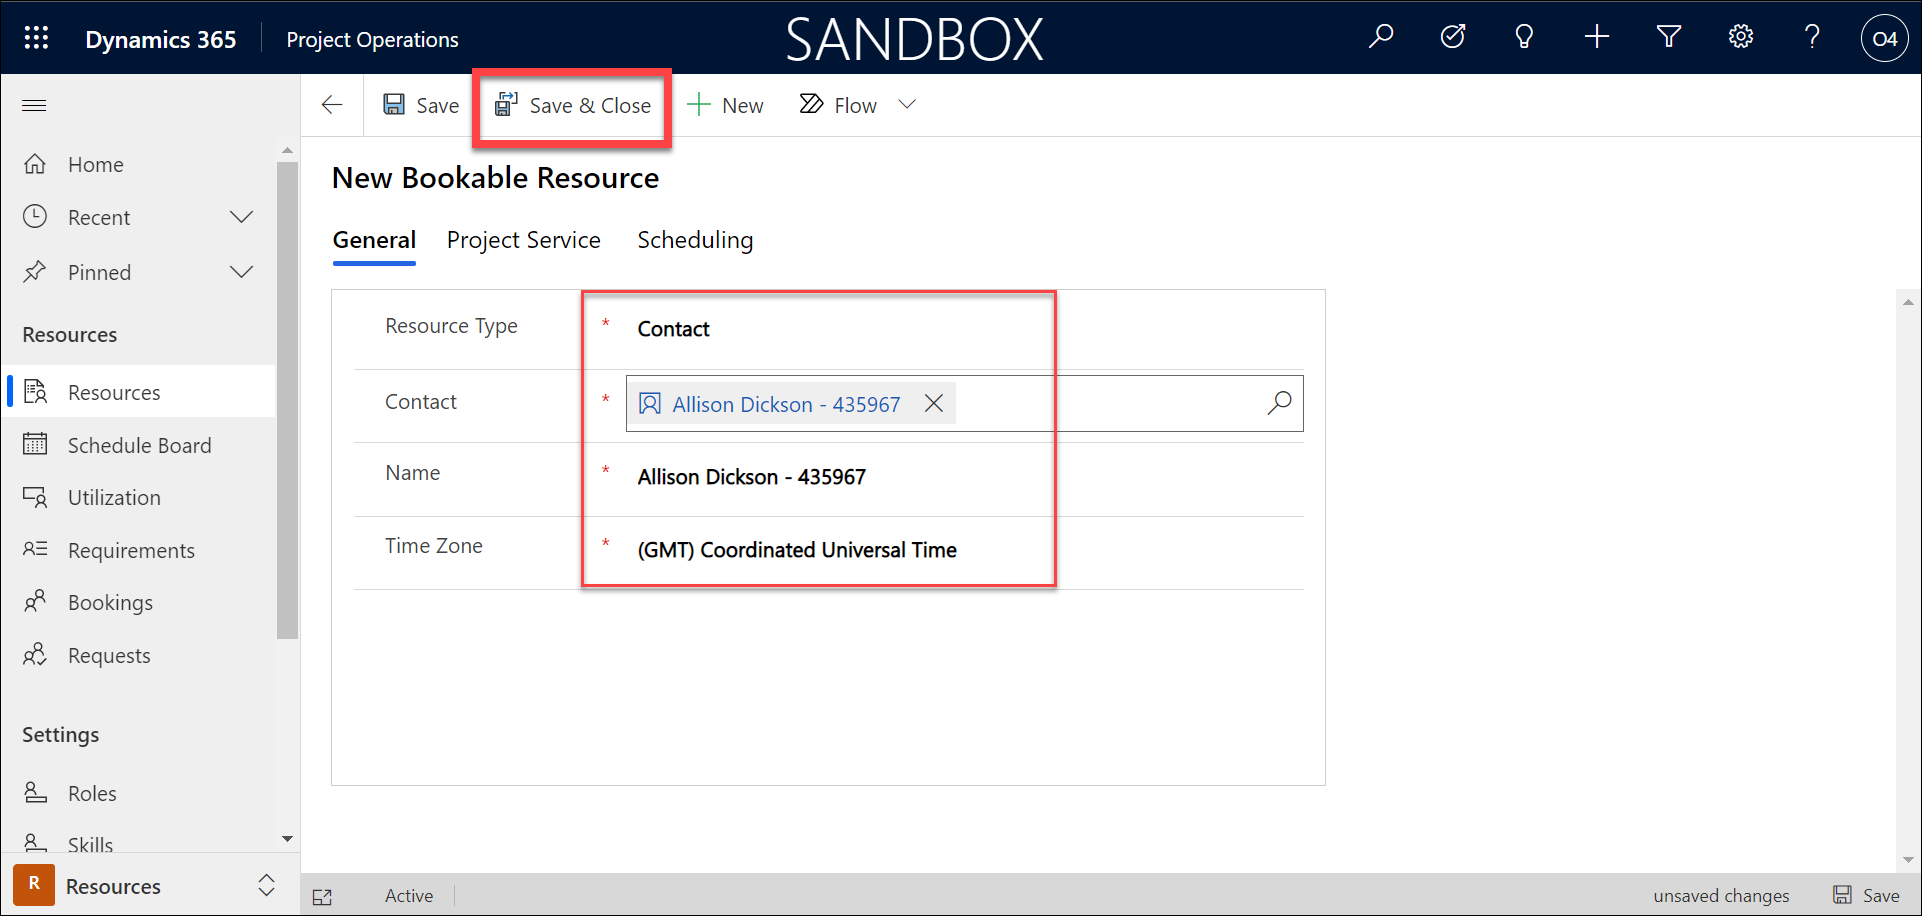 Dynamics 365
Project Operations
SANDBOX
O4
Save
Save & Close
New
Flow
Home
Recent
Pinned
Resources
Resources
Schedule Board
Utilization
Requirements
Bookings
Requests
Settings
Roles
Skills
R
Resources
New Bookable Resource
General
Project Service
Scheduling
Resource Type * Contact
Contact * Allison Dickson - 435967
Name * Allison Dickson - 435967
Time Zone * (GMT) Coordinated Universal Time
Active
unsaved changes
Save